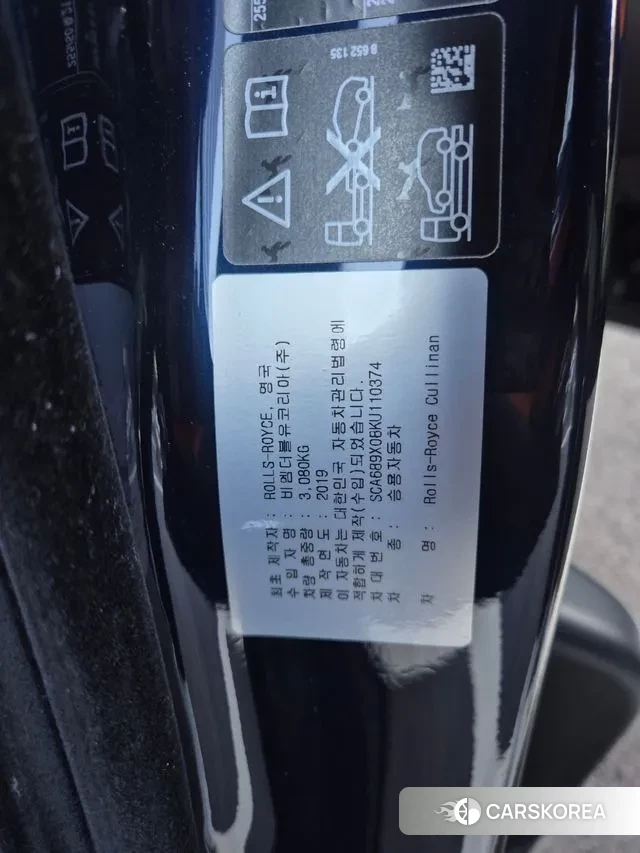 8 652 135
최초 제작자 : ROLLS-ROYCE, 영국
수 입 자 명 : 비엠더블유코리아(주)
차량 총중량 : 3,080KG
제 작 연 도 : 2019
이 자동차는 대한민국 자동차관리법령에
적합하게 제작(수입)되었습니다.
차 대 번 호 : SCA689X08KU110374
차 종 : 승용자동차
차 명 : Rolls-Royce Cullinan
CARSKOREA